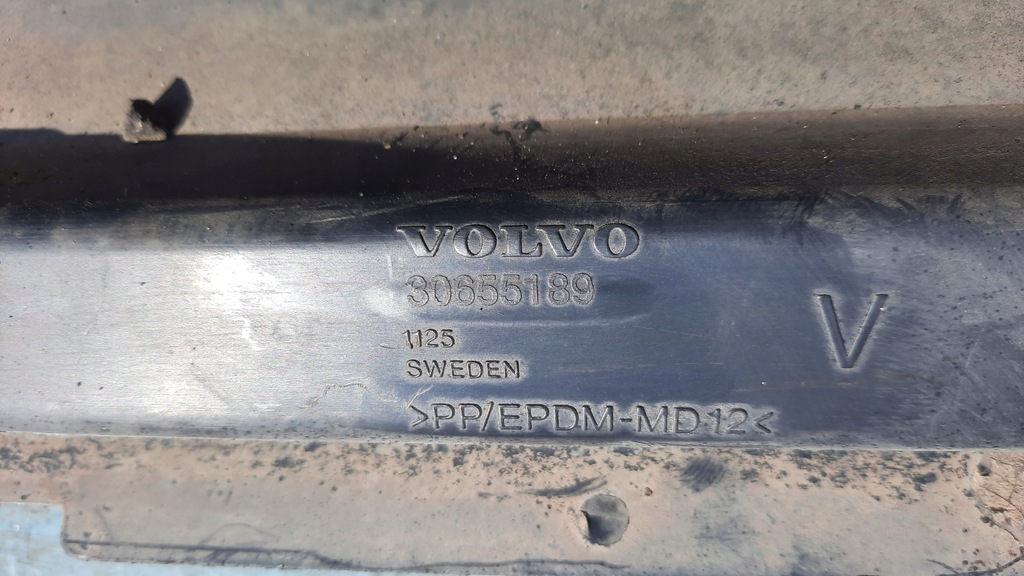 VOLVO
30655189
1125
SWEDEN
>PP/EPDM-MD12<
V